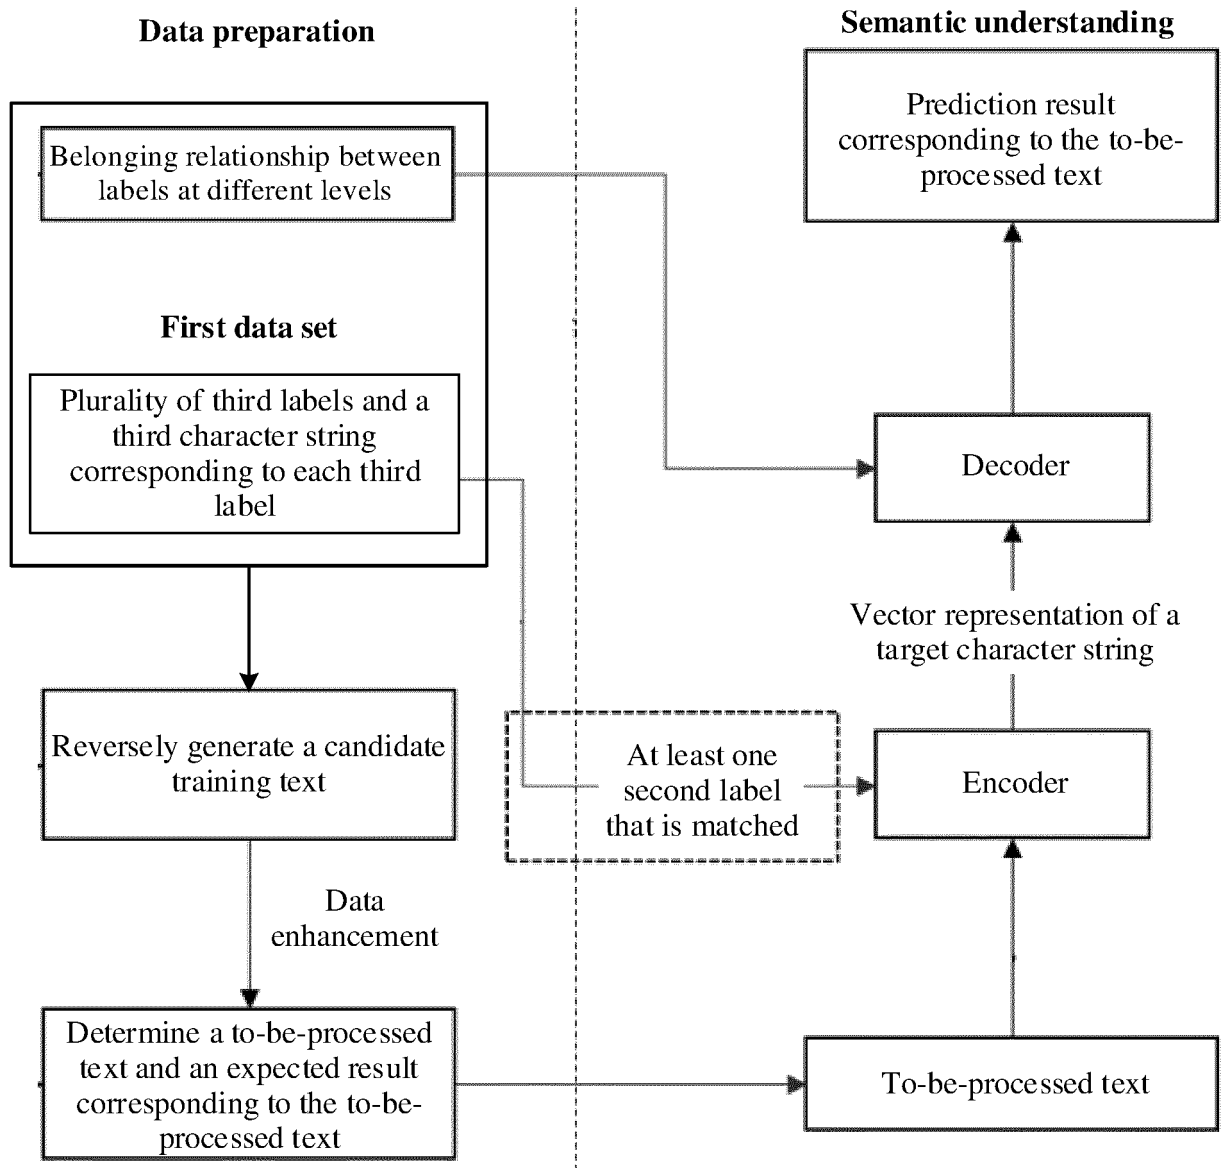 Data preparation
Belonging relationship between
labels at different levels
First data set
Plurality of third labels and a
third character string
corresponding to each third
label
Reversely generate a candidate
training text
Data
enhancement
Determine a to-be-processed
text and an expected result
corresponding to the to-be-
processed text
Semantic understanding
Prediction result
corresponding to the to-be-
processed text
Decoder
Vector representation of a
target character string
At least one
second label
that is matched
Encoder
To-be-processed text